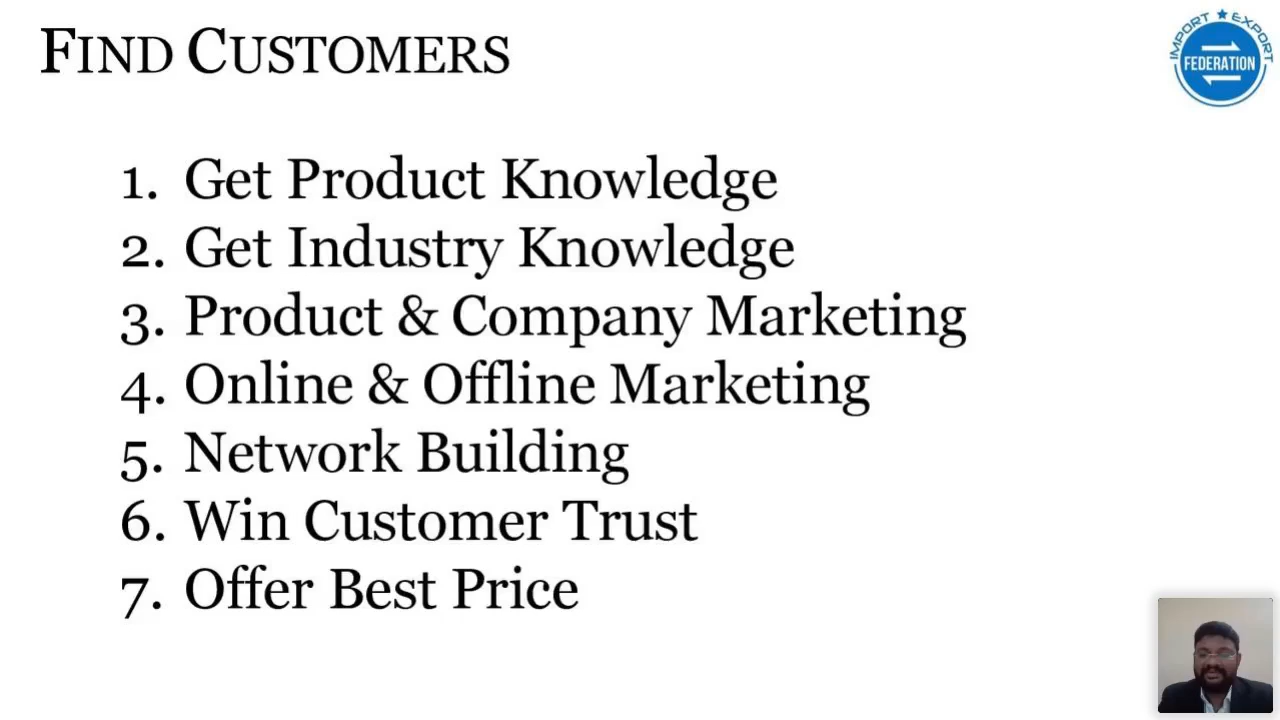 FIND CUSTOMERS
IMPORT ★ EXPORT
FEDERATION
1. Get Product Knowledge
2. Get Industry Knowledge
3. Product & Company Marketing
4. Online & Offline Marketing
5. Network Building
6. Win Customer Trust
7. Offer Best Price